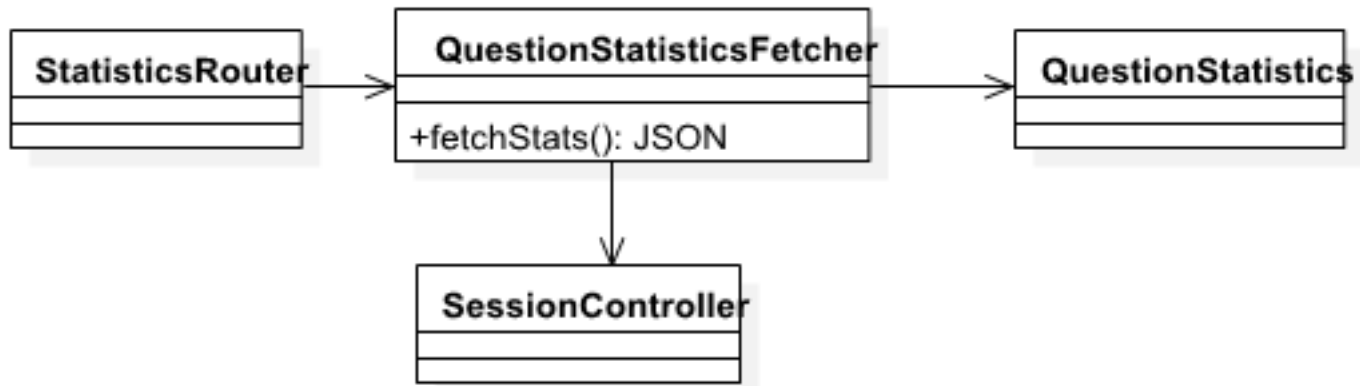 StatisticsRouter
QuestionStatisticsFetcher
+fetchStats(): JSON
QuestionStatistics
SessionController